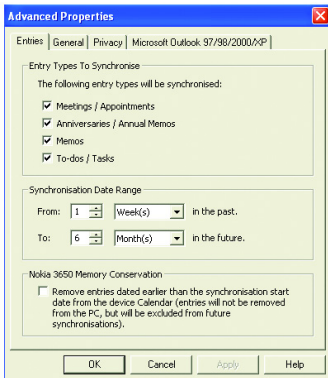 Advanced Properties
Entries General Privacy Microsoft Outlook 97/98/2000/XP
Entry Types To Synchronise
The following entry types will be synchronised:
Meetings / Appointments
Anniversaries / Annual Memos
Memos
To-dos / Tasks
Synchronisation Date Range
From: 1 Week(s) in the past.
To: 6 Month(s) in the future.
Nokia 3650 Memory Conservation
Remove entries dated earlier than the synchronisation start
date from the device Calendar (entries will not be removed
from the PC, but will be excluded from future
synchronisations).
OK Cancel Apply Help